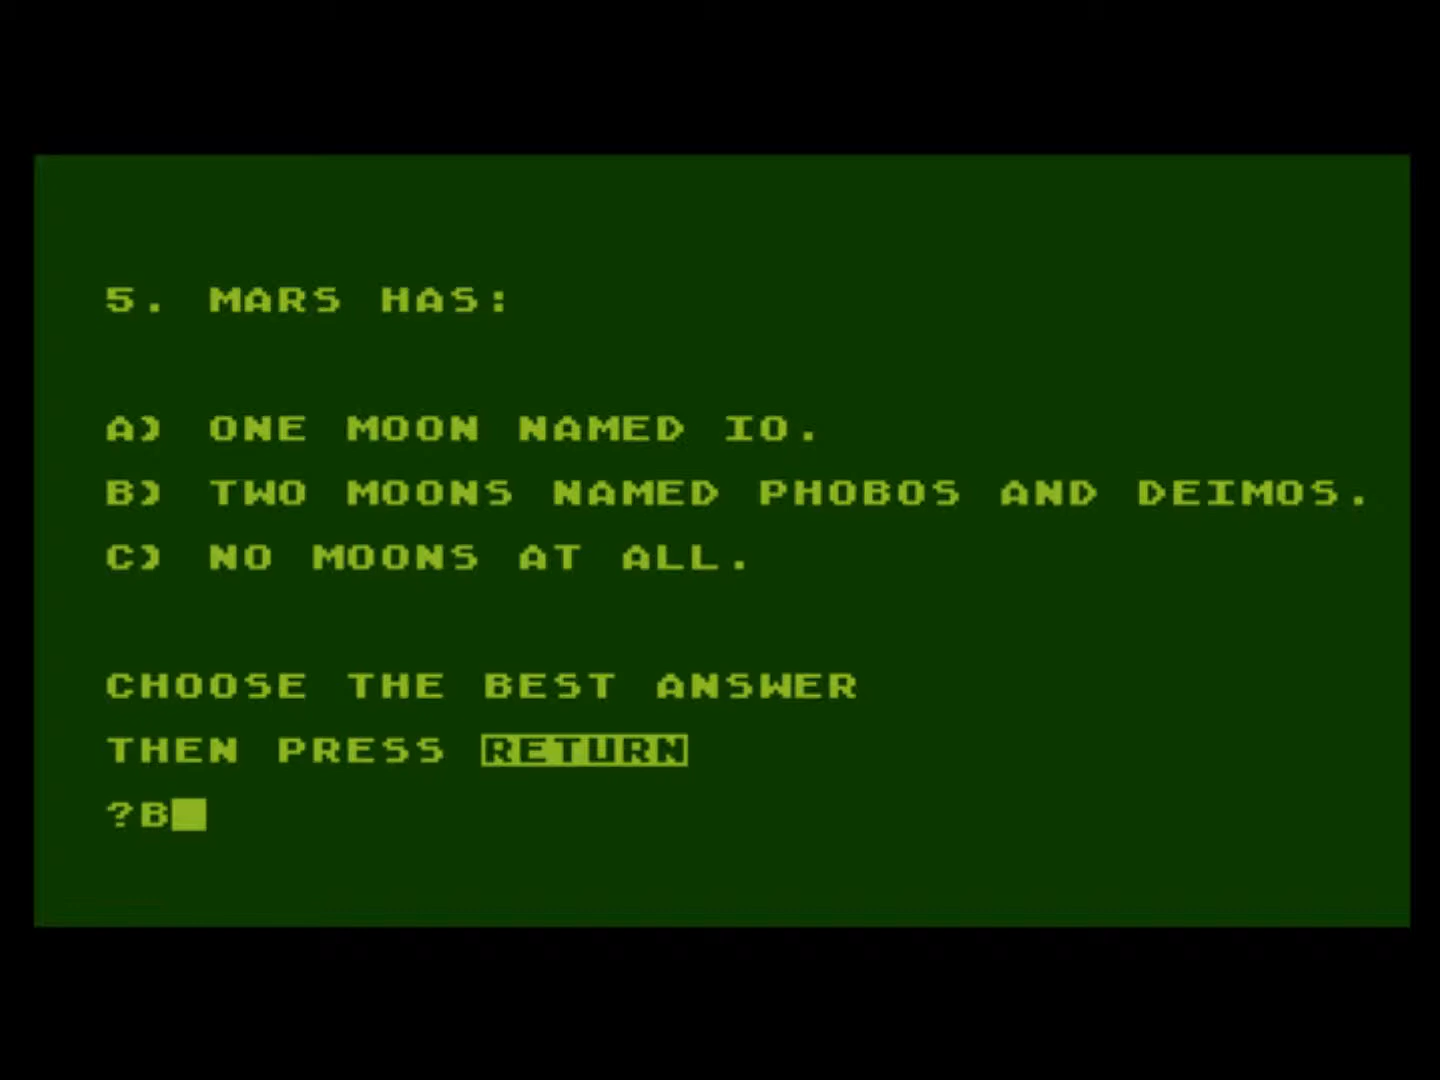 5. MARS HAS:
A) ONE MOON NAMED IO.
B) TWO MOONS NAMED PHOBOS AND DEIMOS.
C) NO MOONS AT ALL.
CHOOSE THE BEST ANSWER
THEN PRESS RETURN
?B